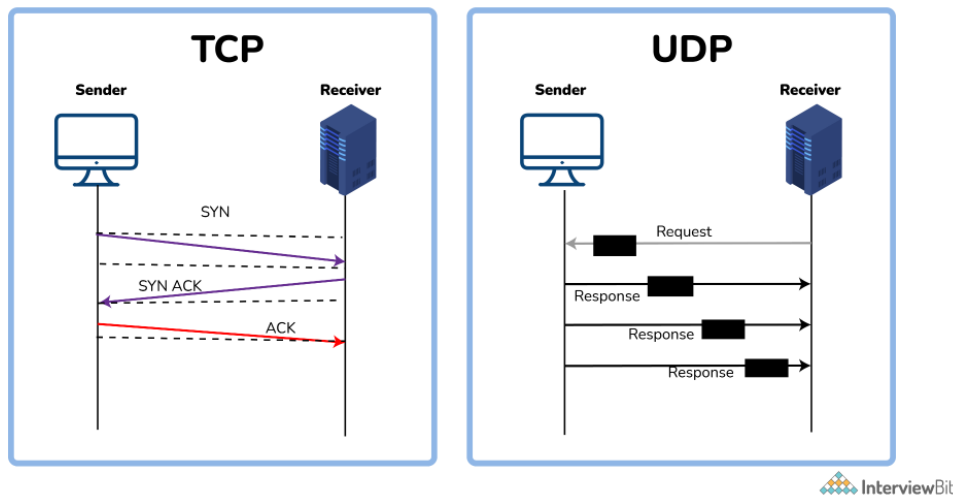 TCP
Sender
Receiver
SYN
SYN ACK
ACK
UDP
Sender
Receiver
Request
Response
Response
Response
InterviewBit